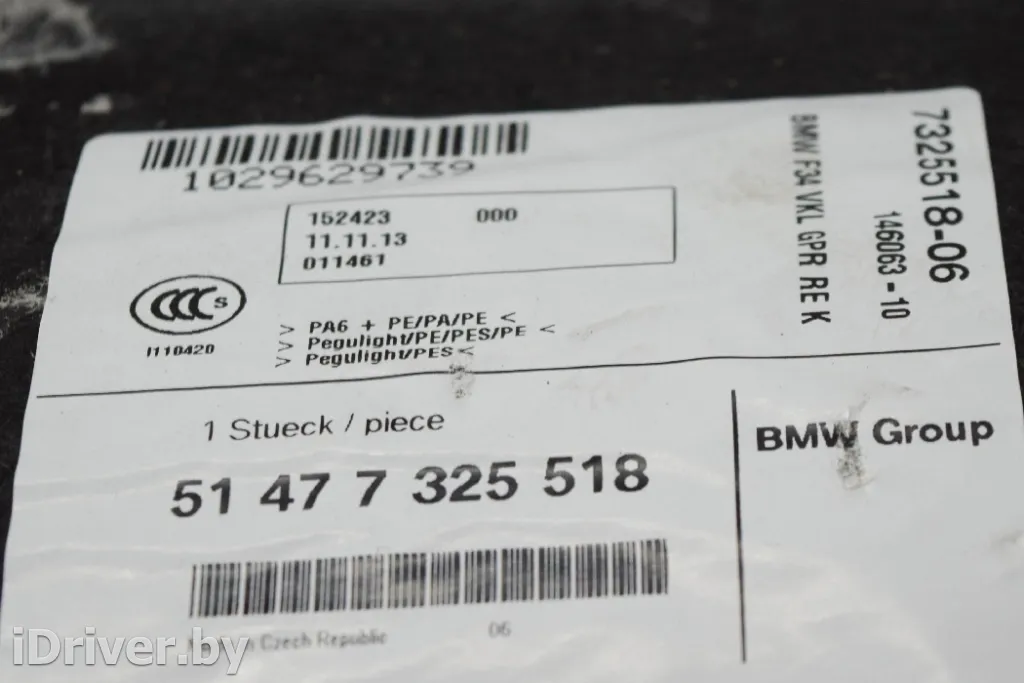 1029629739
152423 000
11.11.13
011461
CCC S
I110420
> PA6 + PE/PA/PE <
>> Pegulight/PE/PES/PE <
> Pegulight/PES <
BMW F34 VKL GPR RE K
146063-10
7325518-06
1 Stueck / piece
51 47 7 325 518
BMW Group
Czech Republic 06
iDriver.by